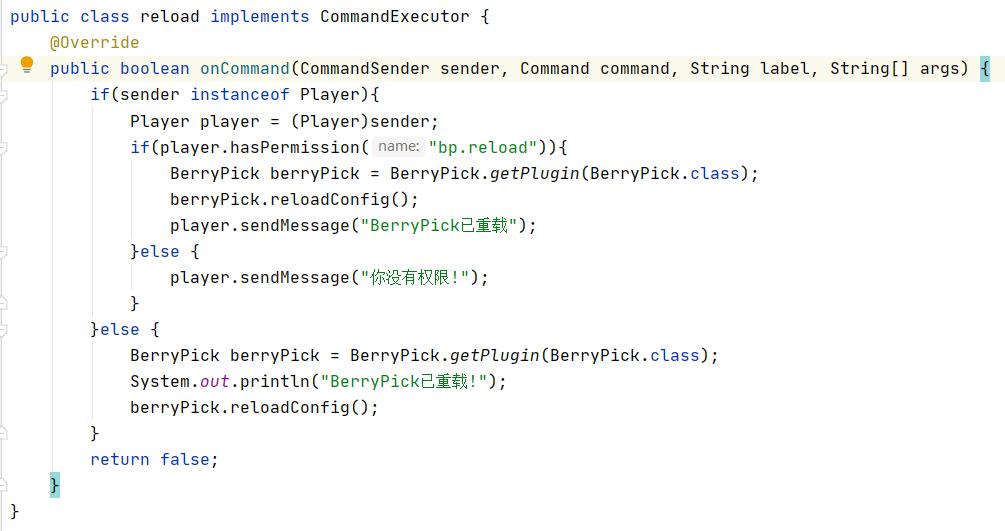 public class reload implements CommandExecutor {
    @Override
    public boolean onCommand(CommandSender sender, Command command, String label, String[] args) {
        if(sender instanceof Player){
            Player player = (Player)sender;
            if(player.hasPermission( name: "bp.reload")){
                BerryPick berryPick = BerryPick.getPlugin(BerryPick.class);
                berryPick.reloadConfig();
                player.sendMessage("BerryPick已重载");
            }else {
                player.sendMessage("你没有权限!");
            }
        }else {
            BerryPick berryPick = BerryPick.getPlugin(BerryPick.class);
            System.out.println("BerryPick已重载!");
            berryPick.reloadConfig();
        }
        return false;
    }
}